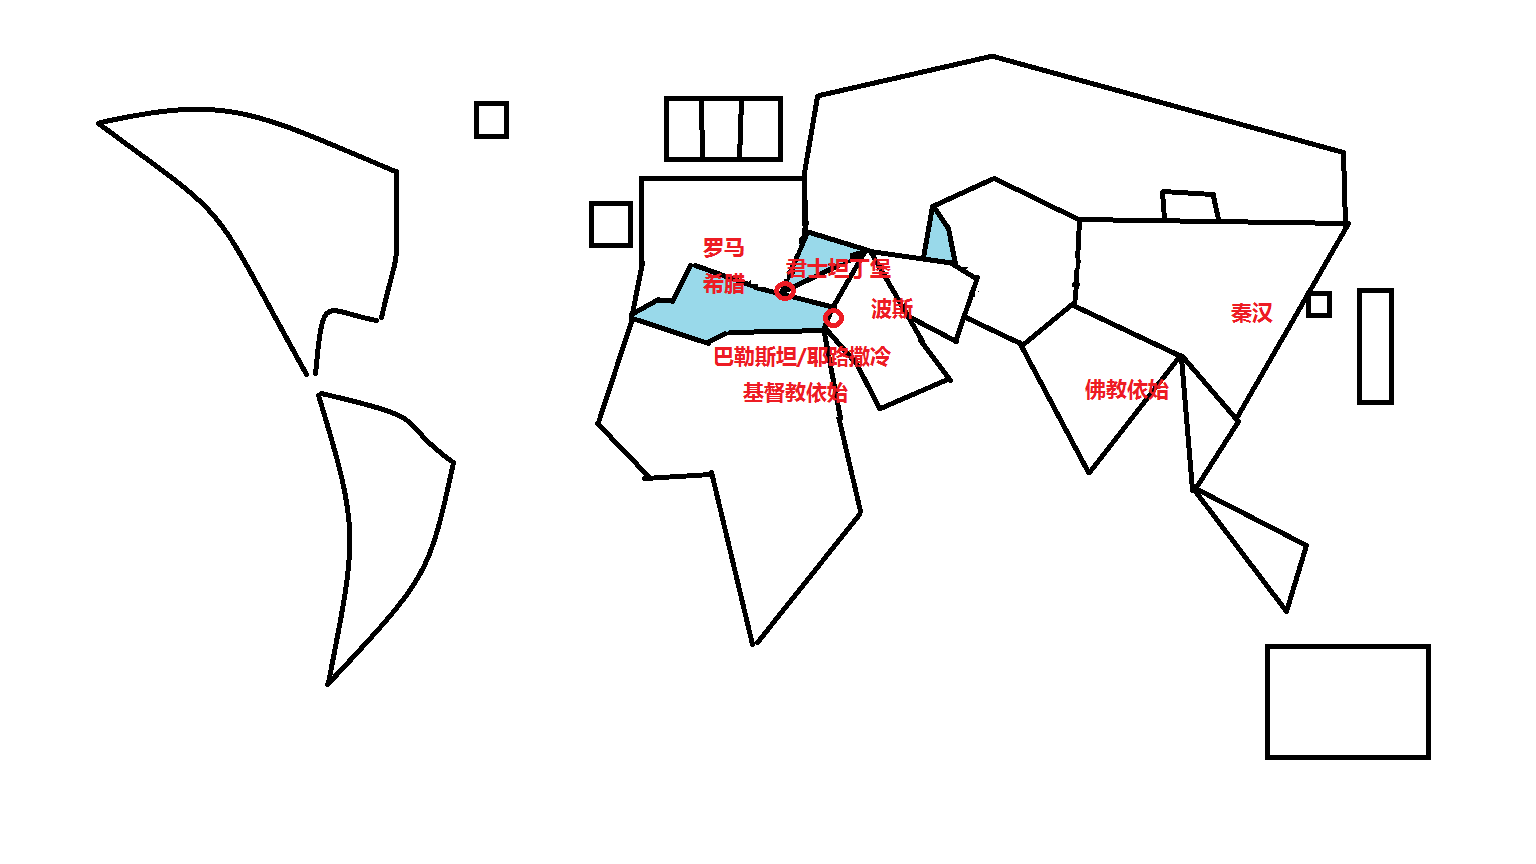 罗马
希腊
君士坦丁堡
波斯
秦汉
巴勒斯坦/耶路撒冷
基督教依始
佛教依始